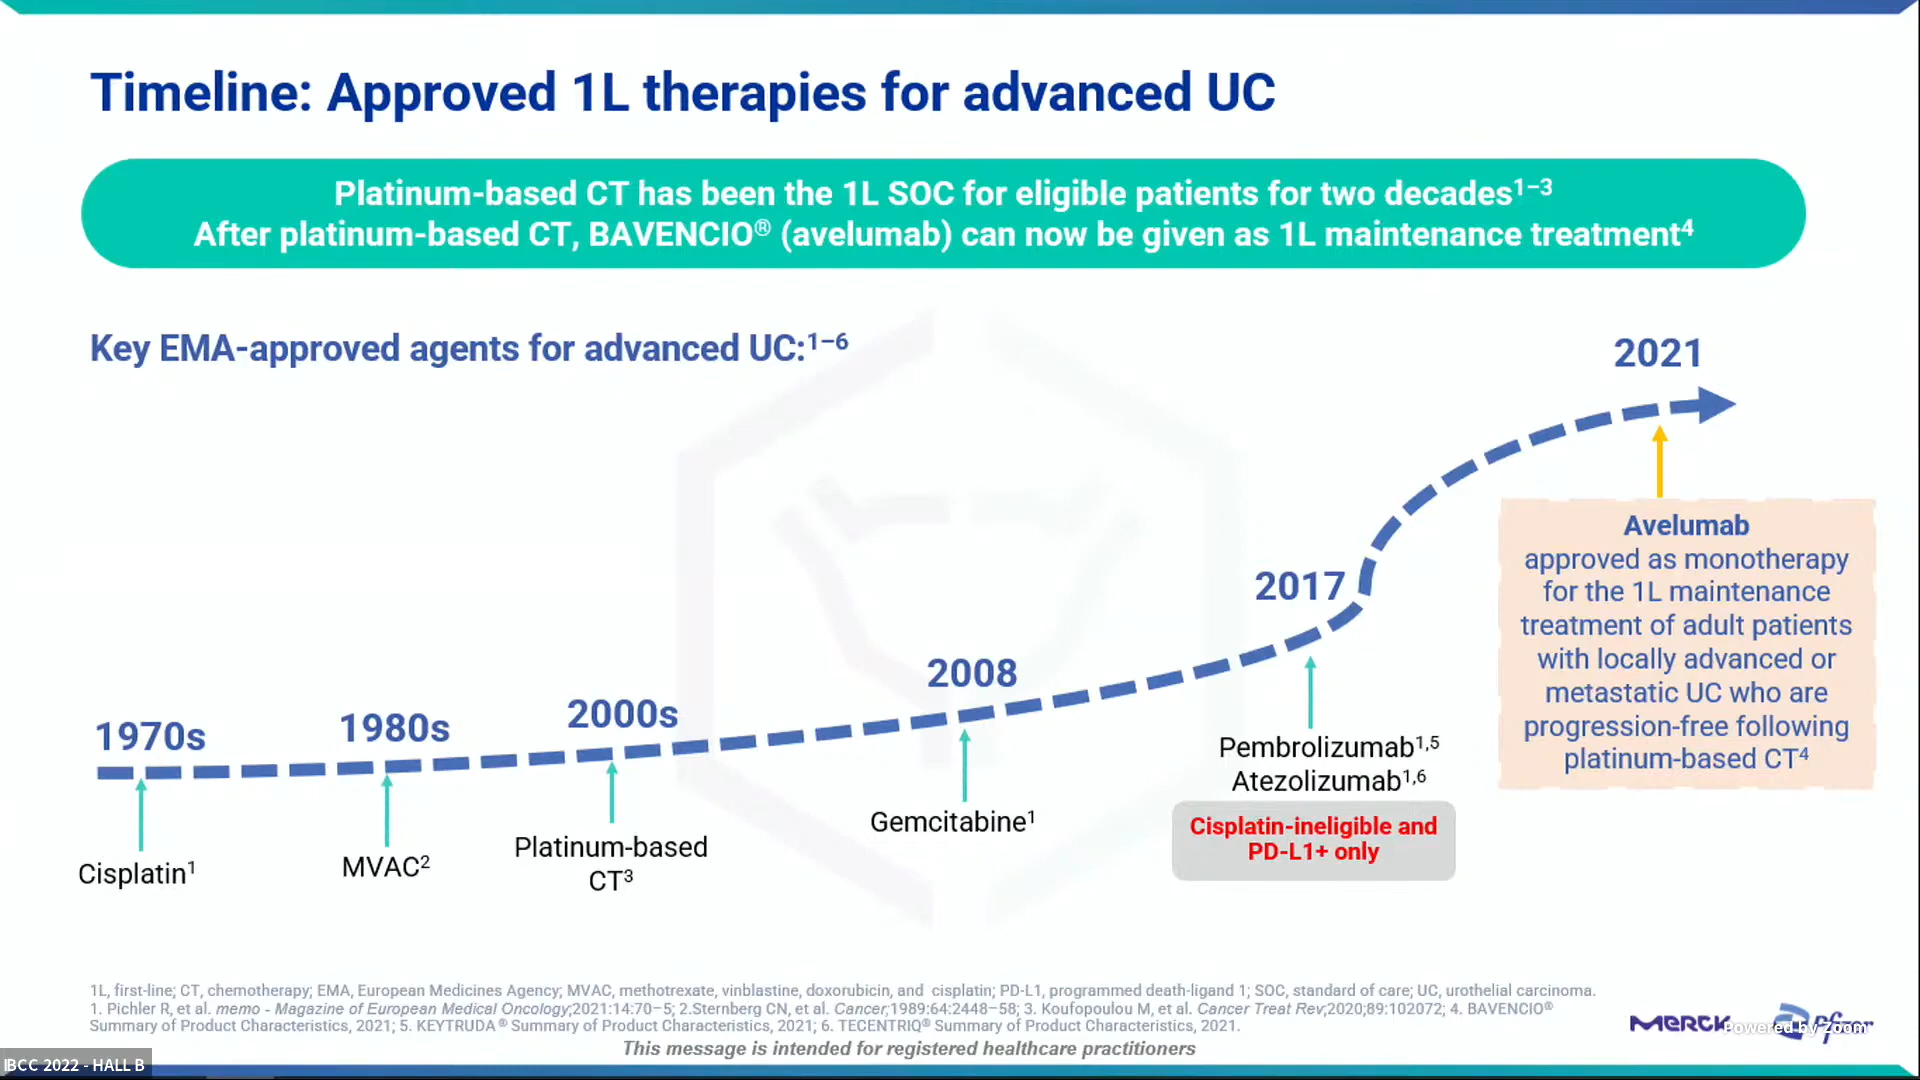 Timeline: Approved 1L therapies for advanced UC
Platinum-based CT has been the 1L SOC for eligible patients for two decades¹⁻³
After platinum-based CT, BAVENCIO® (avelumab) can now be given as 1L maintenance treatment⁴
Key EMA-approved agents for advanced UC:¹⁻⁶
1970s
Cisplatin¹
1980s
MVAC²
2000s
Platinum-based
CT³
2008
Gemcitabine¹
2017
Pembrolizumab¹,⁵
Atezolizumab¹,⁶
Cisplatin-ineligible and
PD-L1+ only
2021
Avelumab
approved as monotherapy
for the 1L maintenance
treatment of adult patients
with locally advanced or
metastatic UC who are
progression-free following
platinum-based CT⁴
1L, first-line; CT, chemotherapy; EMA, European Medicines Agency; MVAC, methotrexate, vinblastine, doxorubicin, and cisplatin; PD-L1, programmed death-ligand 1; SOC, standard of care; UC, urothelial carcinoma.
1. Pichler R, et al. memo - Magazine of European Medical Oncology;2021:14:70–5; 2.Sternberg CN, et al. Cancer;1989:64:2448–58; 3. Koufopoulou M, et al. Cancer Treat Rev;2020;89:102072; 4. BAVENCIO®
Summary of Product Characteristics, 2021; 5. KEYTRUDA® Summary of Product Characteristics, 2021; 6. TECENTRIQ® Summary of Product Characteristics, 2021.
This message is intended for registered healthcare practitioners
MERCK
Pfizer
Powered by Zoom
IBCC 2022 - HALL B